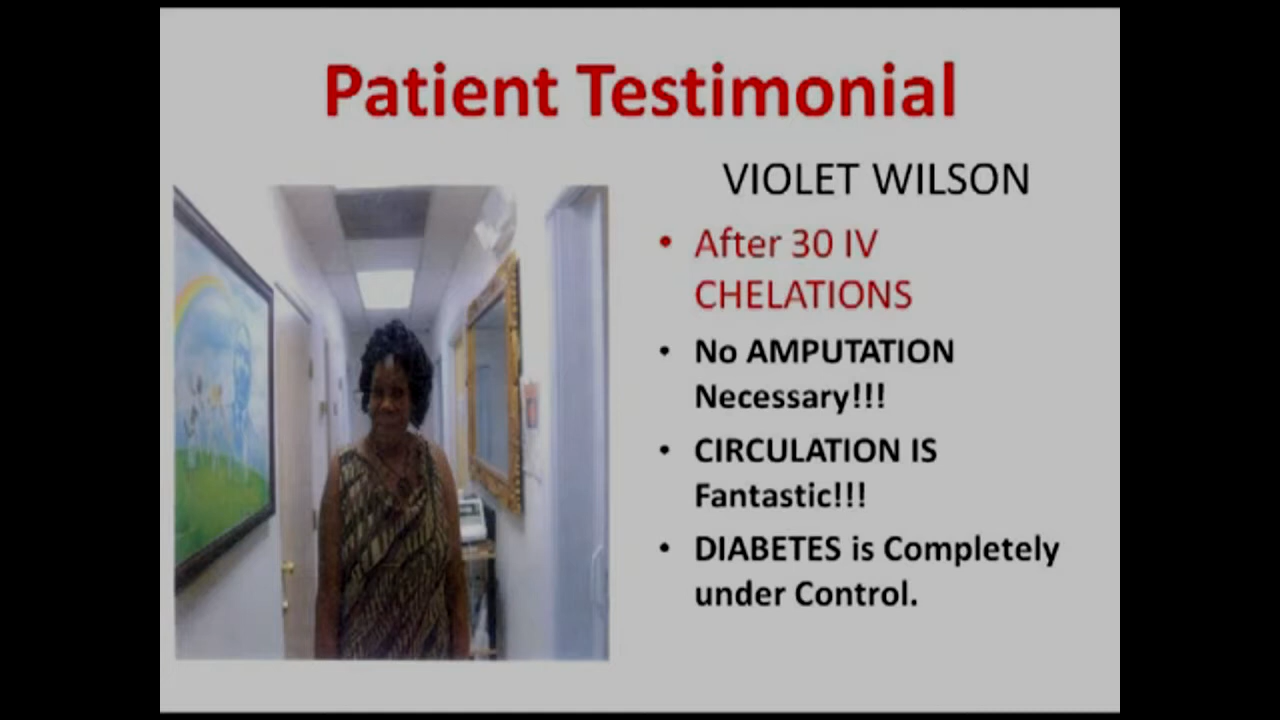 Patient Testimonial
VIOLET WILSON
• After 30 IV
CHELATIONS
• No AMPUTATION
Necessary!!!
• CIRCULATION IS
Fantastic!!!
• DIABETES is Completely
under Control.